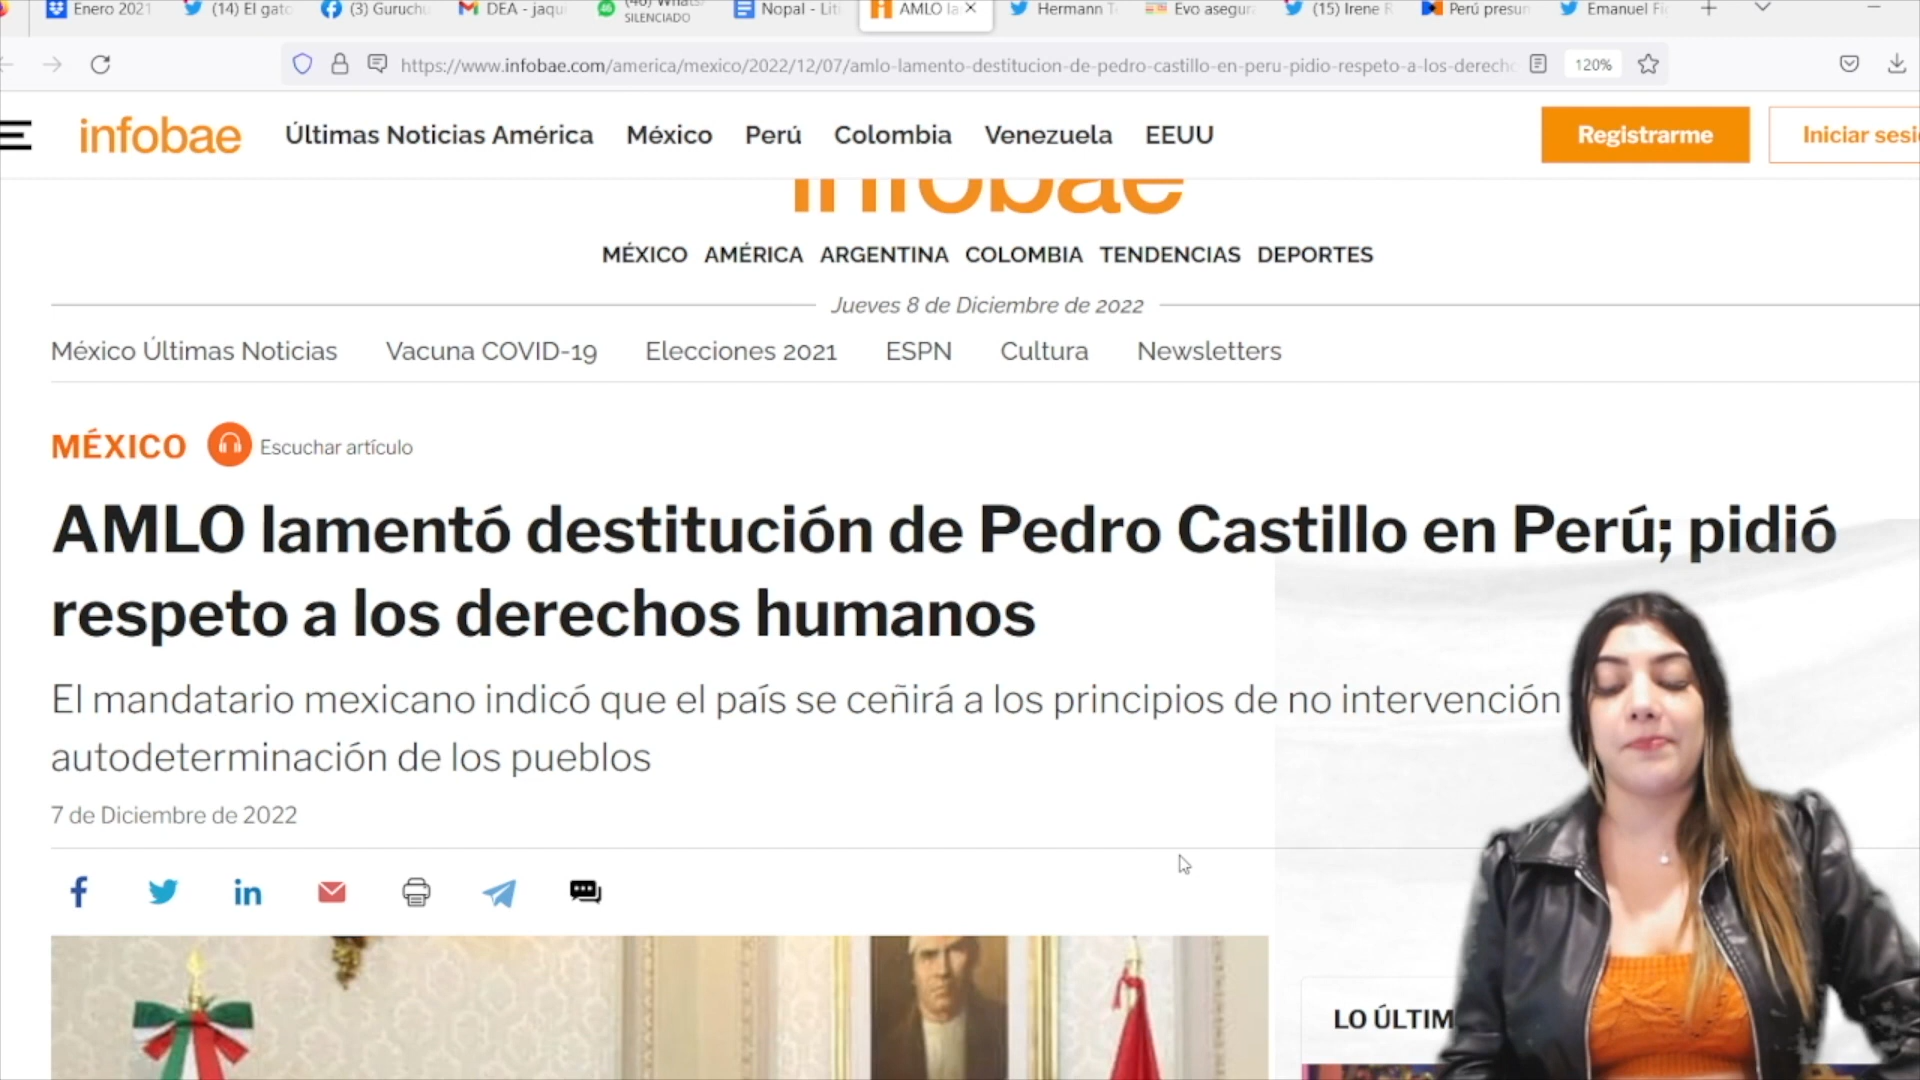 Enero 2021
(14) El gato
(3) Guruchu
DEA - jaqu
SILENCIADO
Nopal - Lit
AMLO la
Hermann T
Evo asegura
(15) Irene R
Perú presun
Emanuel Fi
https://www.infobae.com/america/mexico/2022/12/07/amlo-lamento-destitucion-de-pedro-castillo-en-peru-pidio-respeto-a-los-derech
120%
infobae
Últimas Noticias América
México
Perú
Colombia
Venezuela
EEUU
Registrarme
Iniciar sesi
infobae
MÉXICO AMÉRICA ARGENTINA COLOMBIA TENDENCIAS DEPORTES
Jueves 8 de Diciembre de 2022
México Últimas Noticias
Vacuna COVID-19
Elecciones 2021
ESPN
Cultura
Newsletters
MÉXICO
Escuchar artículo
AMLO lamentó destitución de Pedro Castillo en Perú; pidió
respeto a los derechos humanos
El mandatario mexicano indicó que el país se ceñirá a los principios de no intervención
autodeterminación de los pueblos
7 de Diciembre de 2022
LO ÚLTIM